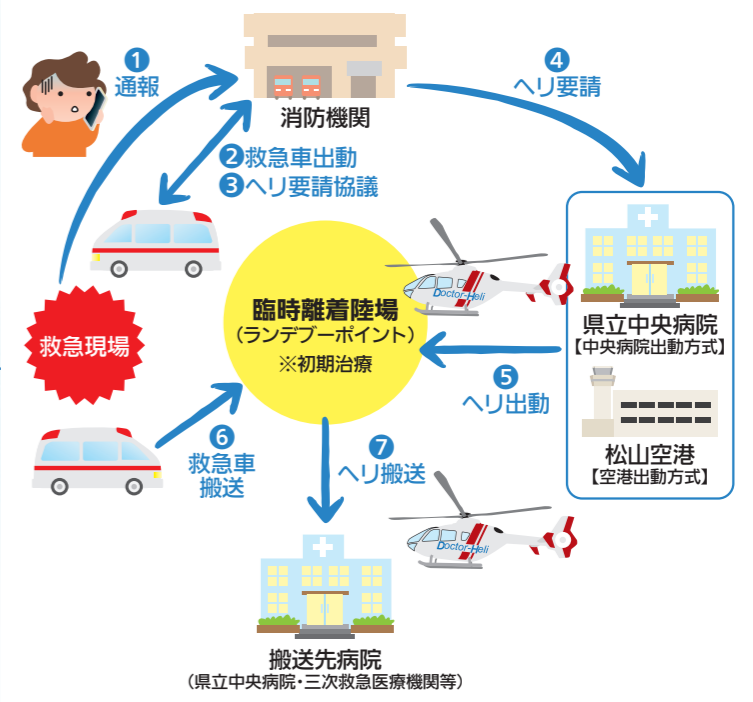 ❶
通報
消防機関
❹
ヘリ要請
❷救急車出動
❸ヘリ要請協議
Doctor-Heli
臨時離着陸場
（ランデブーポイント）
※初期治療
救急現場
県立中央病院
【中央病院出動方式】
❺
ヘリ出動
松山空港
【空港出動方式】
❻
救急車
搬送
❼
ヘリ搬送
Doctor-Heli
搬送先病院
（県立中央病院・三次救急医療機関等）